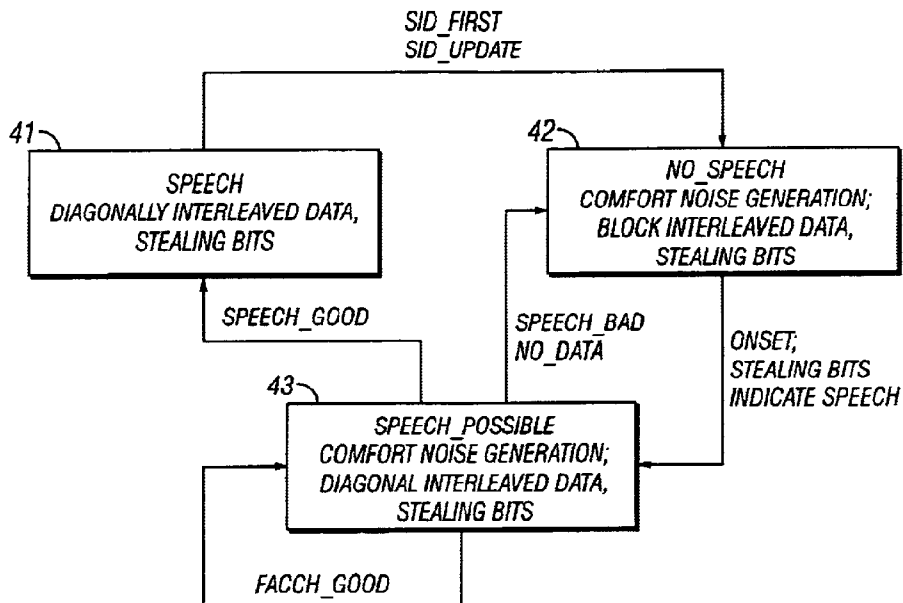 SID_FIRST
SID_UPDATE
41
SPEECH
DIAGONALLY INTERLEAVED DATA,
STEALING BITS
42
NO_SPEECH
COMFORT NOISE GENERATION;
BLOCK INTERLEAVED DATA,
STEALING BITS
SPEECH_GOOD
SPEECH_BAD
NO_DATA
ONSET;
STEALING BITS
INDICATE SPEECH
43
SPEECH_POSSIBLE
COMFORT NOISE GENERATION;
DIAGONAL INTERLEAVED DATA,
STEALING BITS
FACCH_GOOD